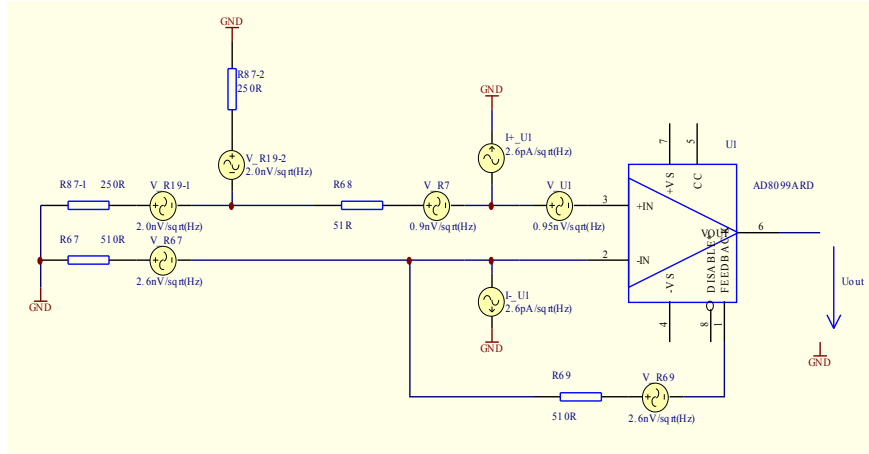 GND
R87-2
250R
V_R19-2
2.0nV/sqrt(Hz)
GND
I+_U1
2.6pA/sqrt(Hz)
7
5
U1
+VS
CC
AD8099ARD
R87-1 250R
V_R19-1
2.0nV/sqrt(Hz)
R68
51R
V_R7
0.9nV/sqrt(Hz)
V_U1
0.95nV/sqrt(Hz)
3
+IN
VOUT
6
R67 510R
V_R67
2.6nV/sqrt(Hz)
2
-IN
GND
I-_U1
2.6pA/sqrt(Hz)
GND
-VS
DISABLE
FEEDBACK
4
8
1
Uout
GND
R69
510R
V_R69
2.6nV/sqrt(Hz)